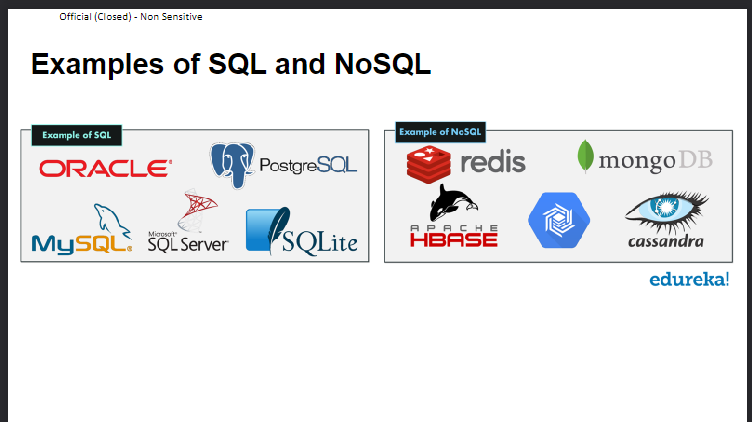 Official (Closed) - Non Sensitive
Examples of SQL and NoSQL
Example of SQL
ORACLE®
PostgreSQL
MySQL®
Microsoft®
SQL Server®
SQLite
Example of NoSQL
redis
mongoDB
APACHE
HBASE
cassandra
edureka!